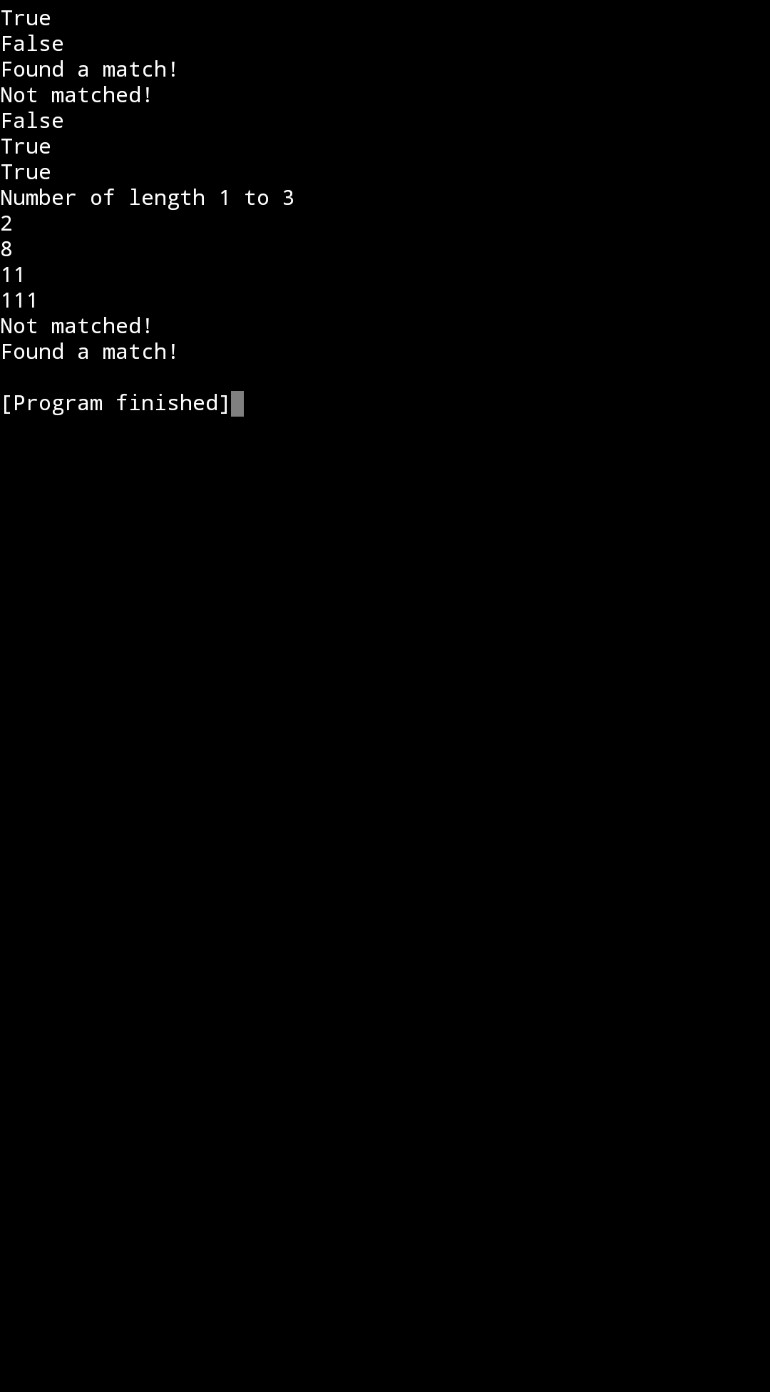 True
False
Found a match!
Not matched!
False
True
True
Number of length 1 to 3
2
8
11
111
Not matched!
Found a match!
[Program finished]